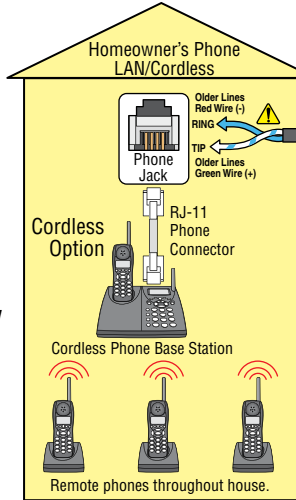 Homeowner's Phone
LAN/Cordless
Older Lines
Red Wire (-)
RING
TIP
Older Lines
Green Wire (+)
Phone
Jack
RJ-11
Phone
Connector
Cordless
Option
Cordless Phone Base Station
Remote phones throughout house.